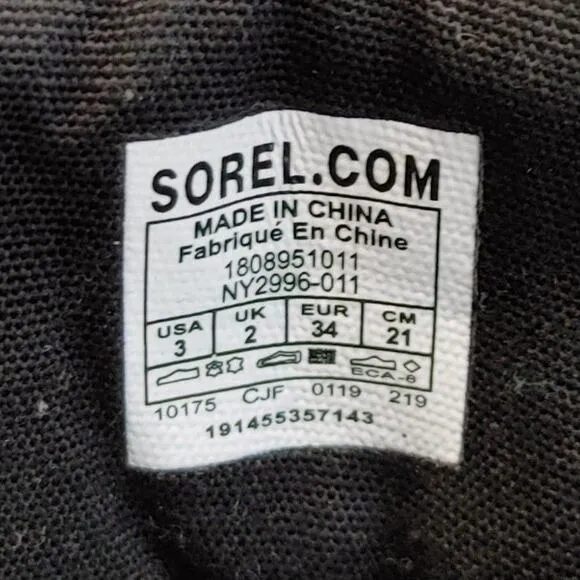 SOREL.COM
MADE IN CHINA
Fabriqué En Chine
1808951011
NY2996-011
USA UK EUR CM
3 2 34 21
ECA-6
10175 CJF 0119 219
191455357143